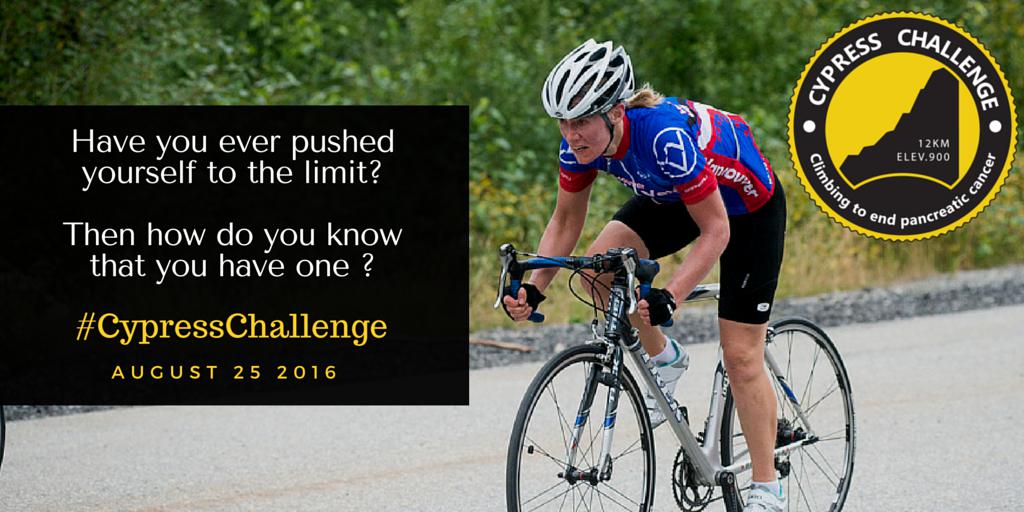 Have you ever pushed
yourself to the limit?
Then how do you know
that you have one ?
#CypressChallenge
AUGUST 25 2016
CYPRESS CHALLENGE
12KM
ELEV.900
Climbing to end pancreatic cancer